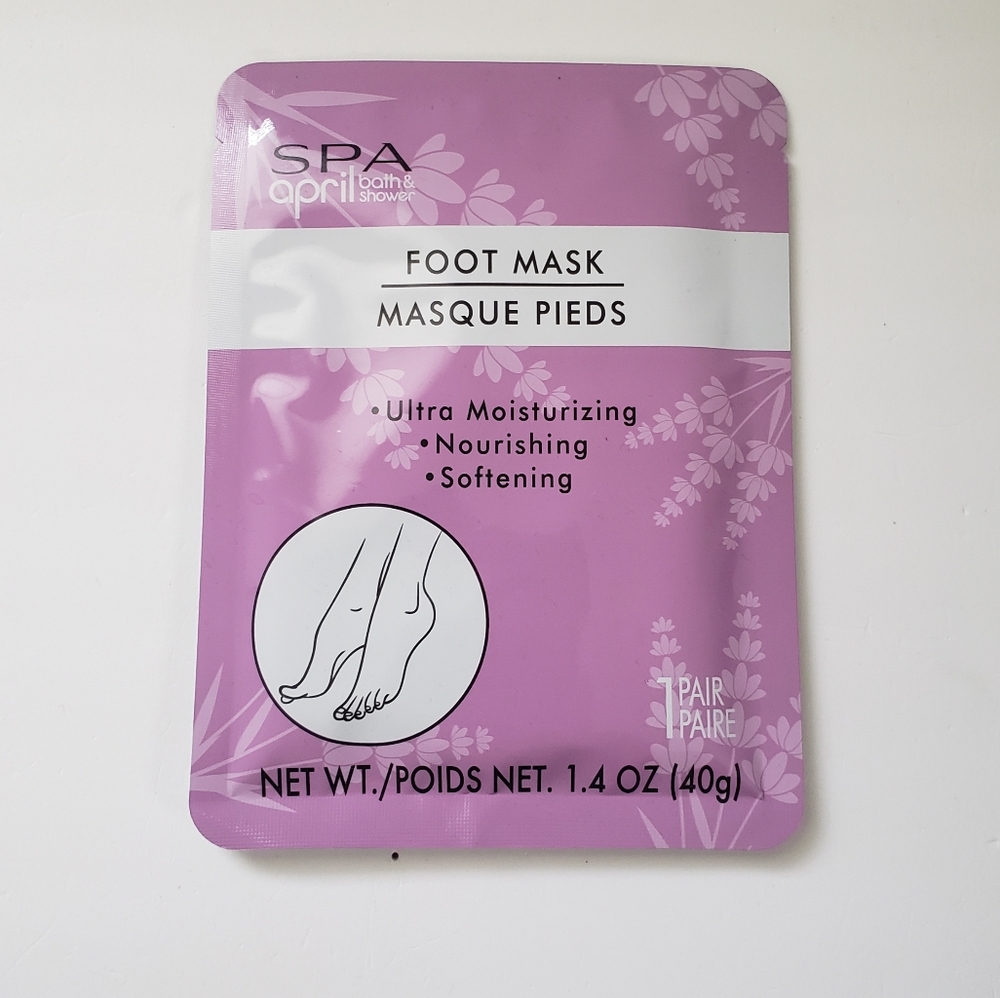 SPA
april bath &
shower
FOOT MASK
MASQUE PIEDS
•Ultra Moisturizing
•Nourishing
•Softening
1 PAIR
PAIRE
NET WT./POIDS NET. 1.4 OZ (40g)